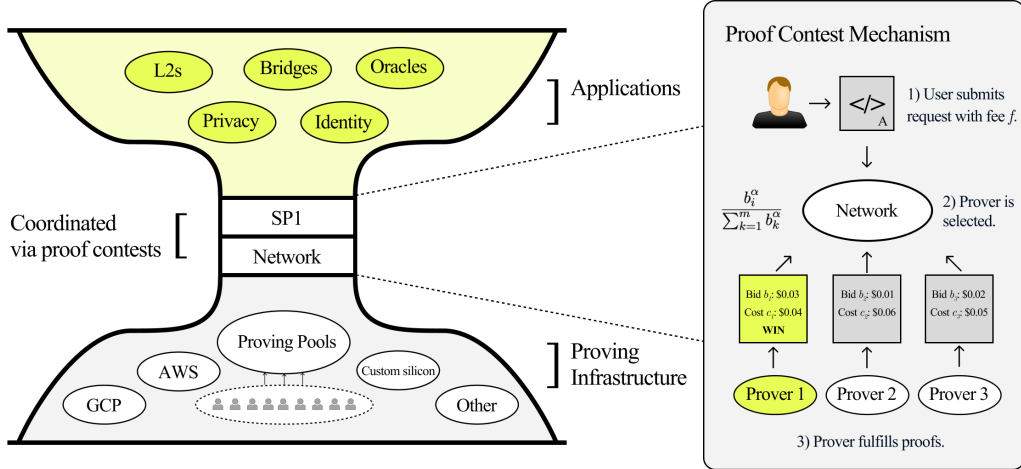 L2s
Bridges
Oracles
Privacy
Identity
Applications
Coordinated
via proof contests
SP1
Network
Proving Pools
AWS
Custom silicon
GCP
Other
Proving
Infrastructure
Proof Contest Mechanism
</>
A
1) User submits
request with fee f.
b_i^α / ∑_{k=1}^m b_k^α
Network
2) Prover is
selected.
Bid b₁: $0.03
Cost c₁: $0.04
WIN
Bid b₂: $0.01
Cost c₂: $0.06
Bid b₃: $0.02
Cost c₃: $0.05
Prover 1
Prover 2
Prover 3
3) Prover fulfills proofs.